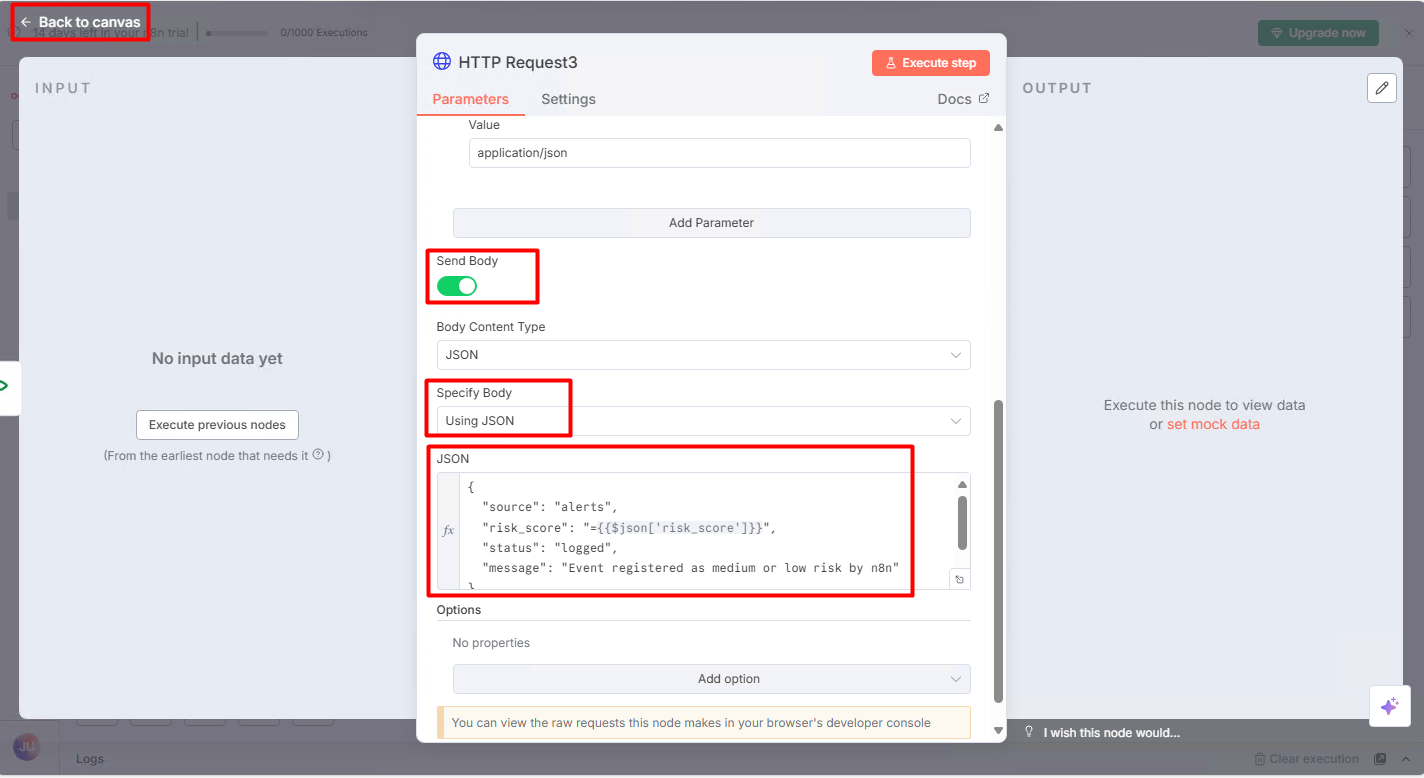 ← Back to canvas
14 days left in your n8n trial
0/1000 Executions
Upgrade now
INPUT
No input data yet
Execute previous nodes
(From the earliest node that needs it ? )
HTTP Request3
Execute step
Parameters
Settings
Docs
Value
application/json
Add Parameter
Send Body
Body Content Type
JSON
Specify Body
Using JSON
JSON
fx
{
"source": "alerts",
"risk_score": "={{$json['risk_score']}}",
"status": "logged",
"message": "Event registered as medium or low risk by n8n"
}
Options
No properties
Add option
You can view the raw requests this node makes in your browser's developer console
OUTPUT
Execute this node to view data
or set mock data
I wish this node would...
JU
Logs
Clear execution